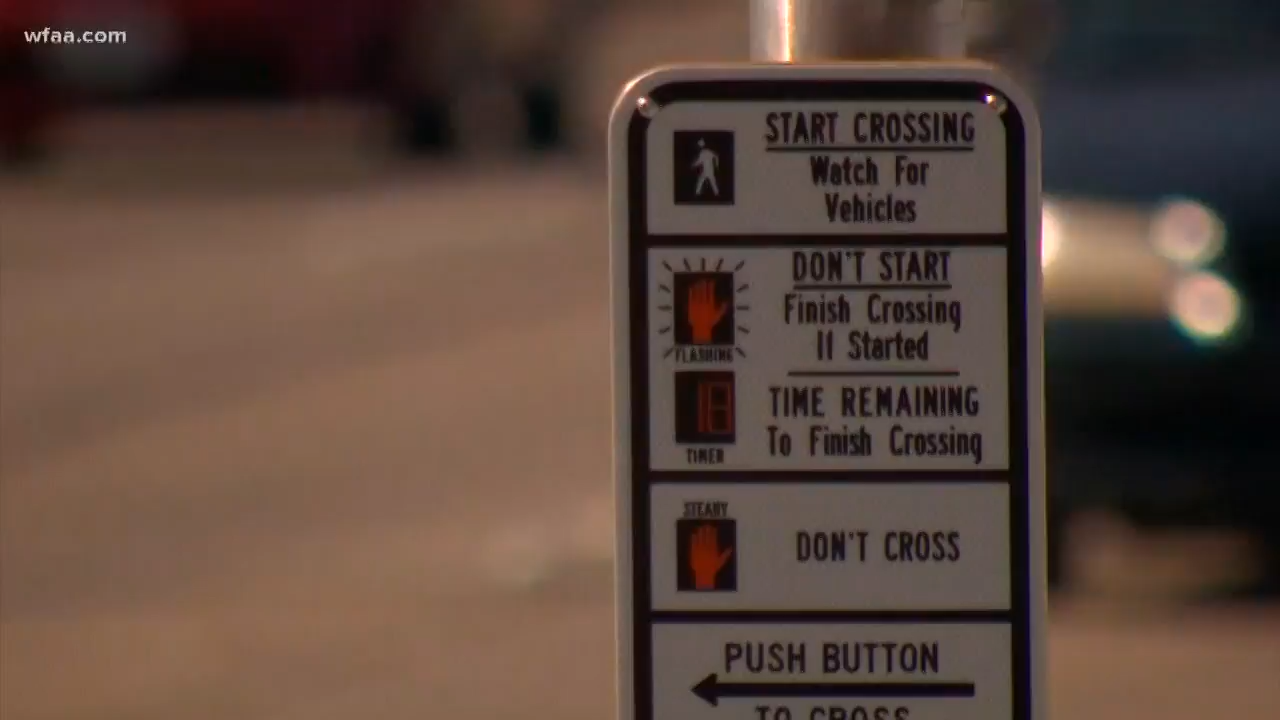 wfaa.com
START CROSSING
Watch For
Vehicles
DON'T START
Finish Crossing
If Started
FLASHING
TIME REMAINING
To Finish Crossing
TIMER
STEADY
DON'T CROSS
PUSH BUTTON
TO CROSS